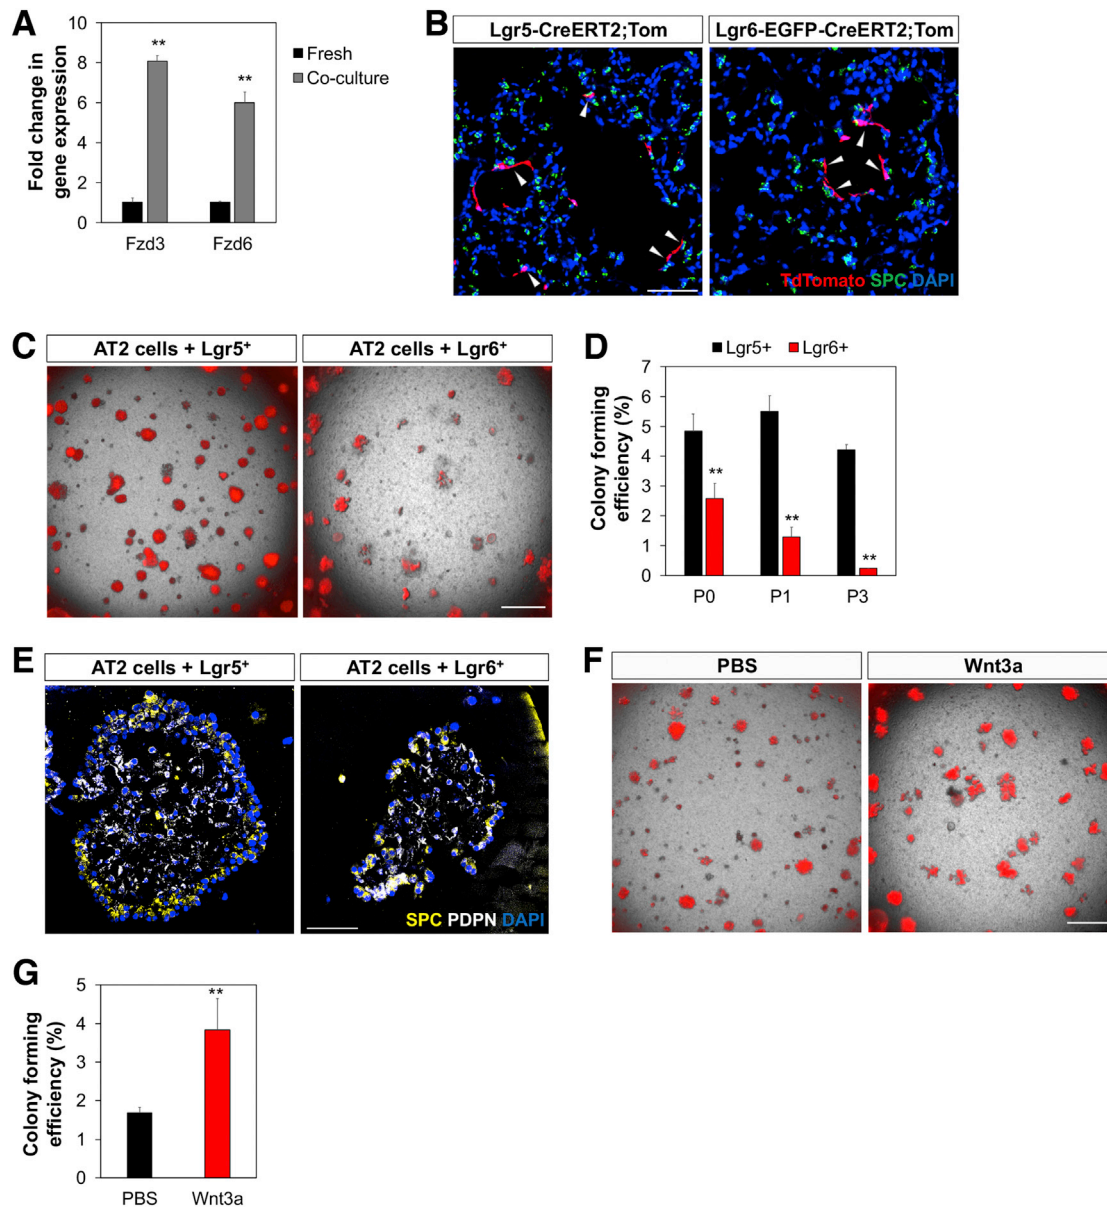 A
Fold change in
gene expression
10
8
6
4
2
0
**
**
Fzd3
Fzd6
Fresh
Co-culture
B
Lgr5-CreERT2;Tom
Lgr6-EGFP-CreERT2;Tom
TdTomato SPC DAPI
C
AT2 cells + Lgr5+
AT2 cells + Lgr6+
D
Lgr5+
Lgr6+
Colony forming
efficiency (%)
7
6
5
4
3
2
1
0
**
**
**
P0
P1
P3
E
AT2 cells + Lgr5+
AT2 cells + Lgr6+
SPC PDPN DAPI
F
PBS
Wnt3a
G
Colony forming
efficiency (%)
5
4
3
2
1
0
**
PBS
Wnt3a